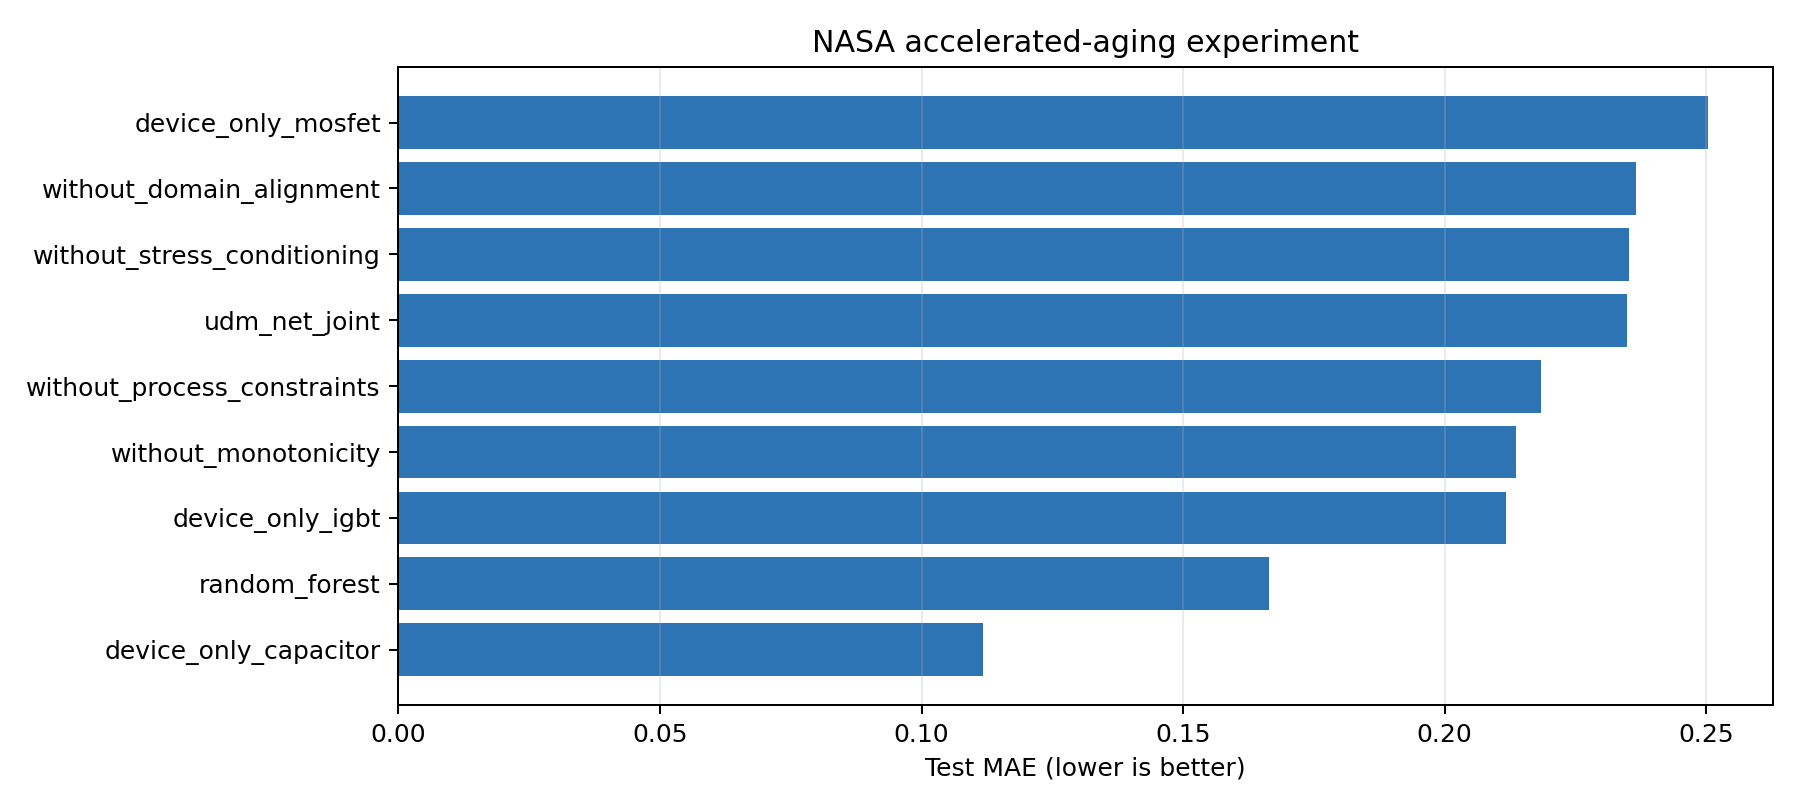 NASA accelerated-aging experiment
device_only_mosfet
without_domain_alignment
without_stress_conditioning
udm_net_joint
without_process_constraints
without_monotonicity
device_only_igbt
random_forest
device_only_capacitor
0.00 0.05 0.10 0.15 0.20 0.25
Test MAE (lower is better)